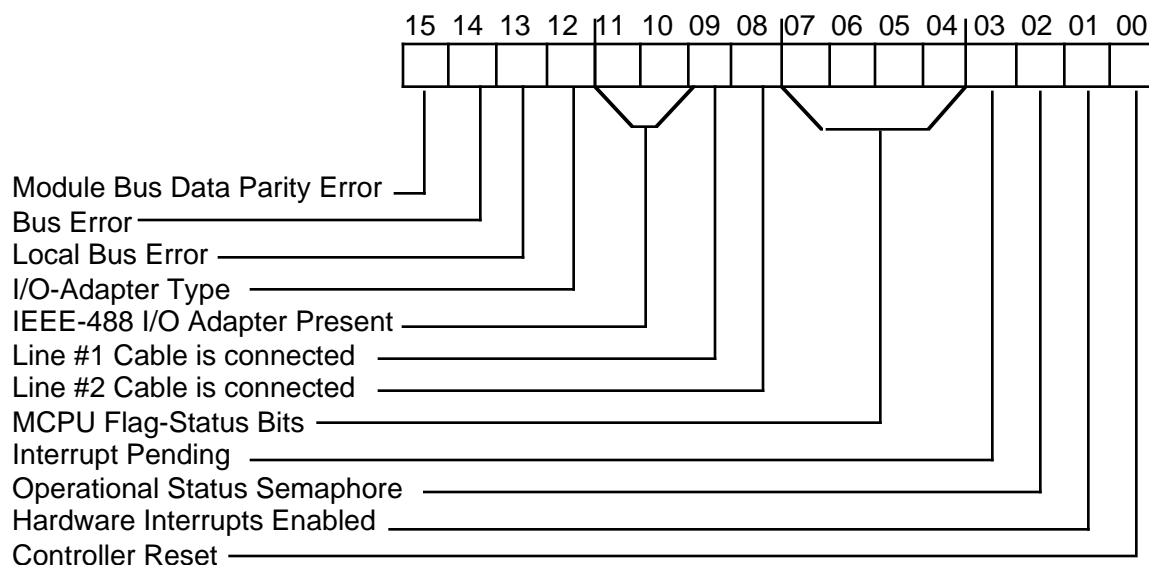 15 14 13 12 11 10 09 08 07 06 05 04 03 02 01 00
Module Bus Data Parity Error
Bus Error
Local Bus Error
I/O-Adapter Type
IEEE-488 I/O Adapter Present
Line #1 Cable is connected
Line #2 Cable is connected
MCPU Flag-Status Bits
Interrupt Pending
Operational Status Semaphore
Hardware Interrupts Enabled
Controller Reset